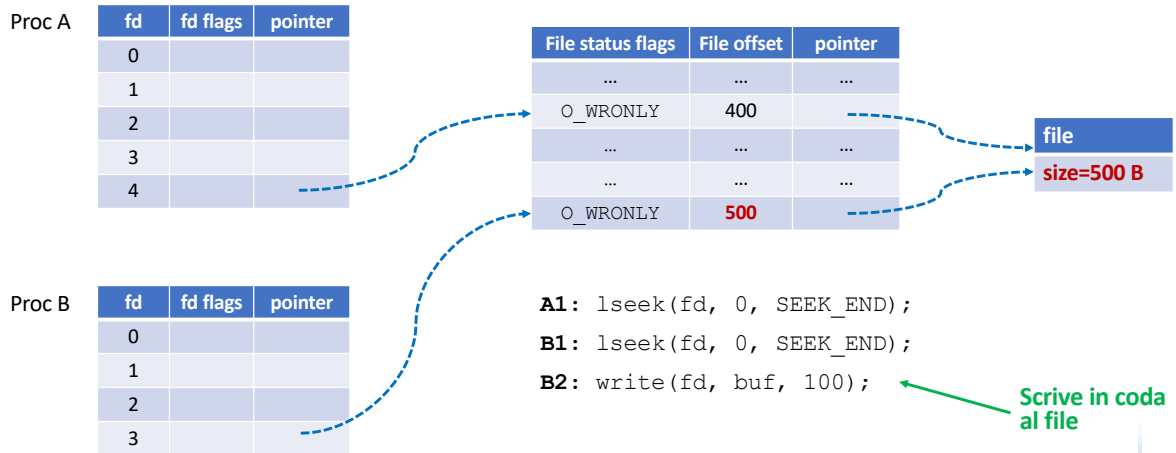 Proc A
fd fd flags pointer
0
1
2
3
4
File status flags File offset pointer
... ... ...
O_WRONLY 400
... ... ...
... ... ...
O_WRONLY 500
file
size=500 B
Proc B
fd fd flags pointer
0
1
2
3
A1: lseek(fd, 0, SEEK_END);
B1: lseek(fd, 0, SEEK_END);
B2: write(fd, buf, 100);
Scrive in coda
al file